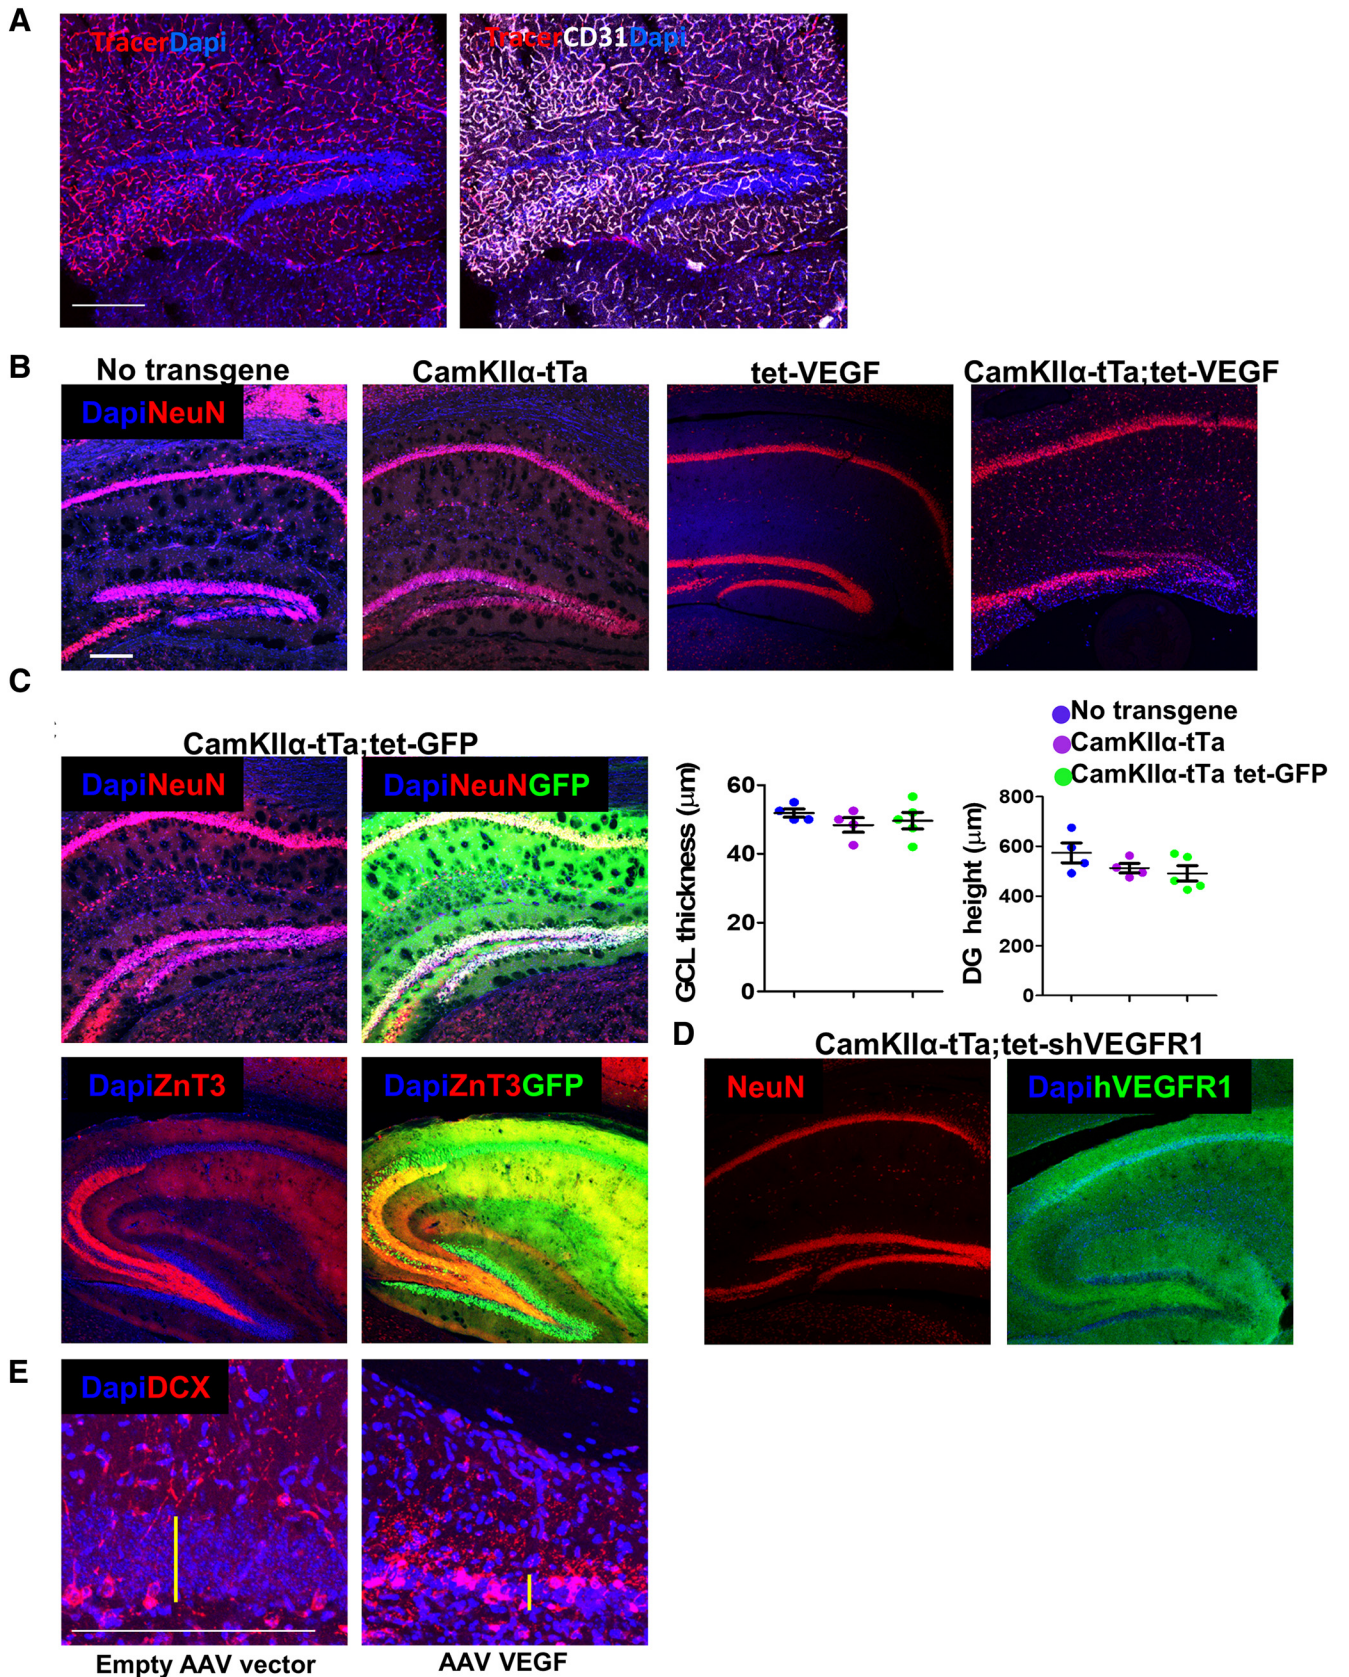 A
TracerDapi
TracerCD31Dapi
B
No transgene
CamKIIα-tTa
tet-VEGF
CamKIIα-tTa;tet-VEGF
DapiNeuN
C
CamKIIα-tTa;tet-GFP
DapiNeuN
DapiNeuNGFP
DapiZnT3
DapiZnT3GFP
GCL thickness (μm)
60
40
20
0
No transgene
CamKIIα-tTa
CamKIIα-tTa tet-GFP
DG height (μm)
800
600
400
200
0
D
CamKIIα-tTa;tet-shVEGFR1
NeuN
DapihVEGFR1
E
DapiDCX
Empty AAV vector
AAV VEGF